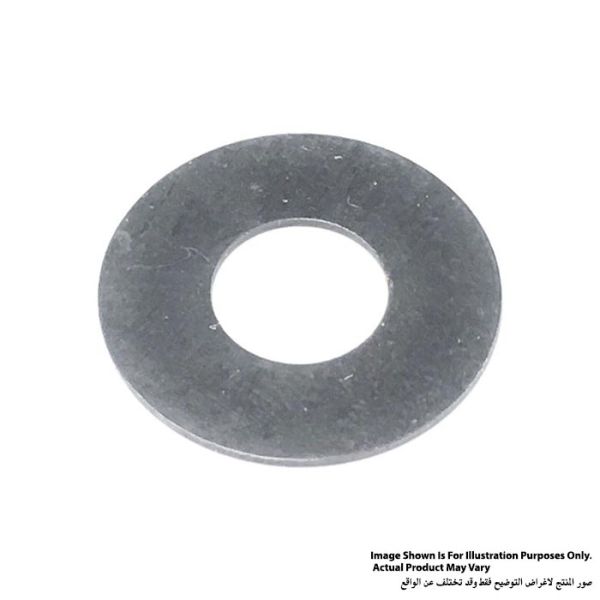 Image Shown Is For Illustration Purposes Only.
Actual Product May Vary
صور المنتج لاغراض التوضيح فقط وقد تختلف عن الواقع